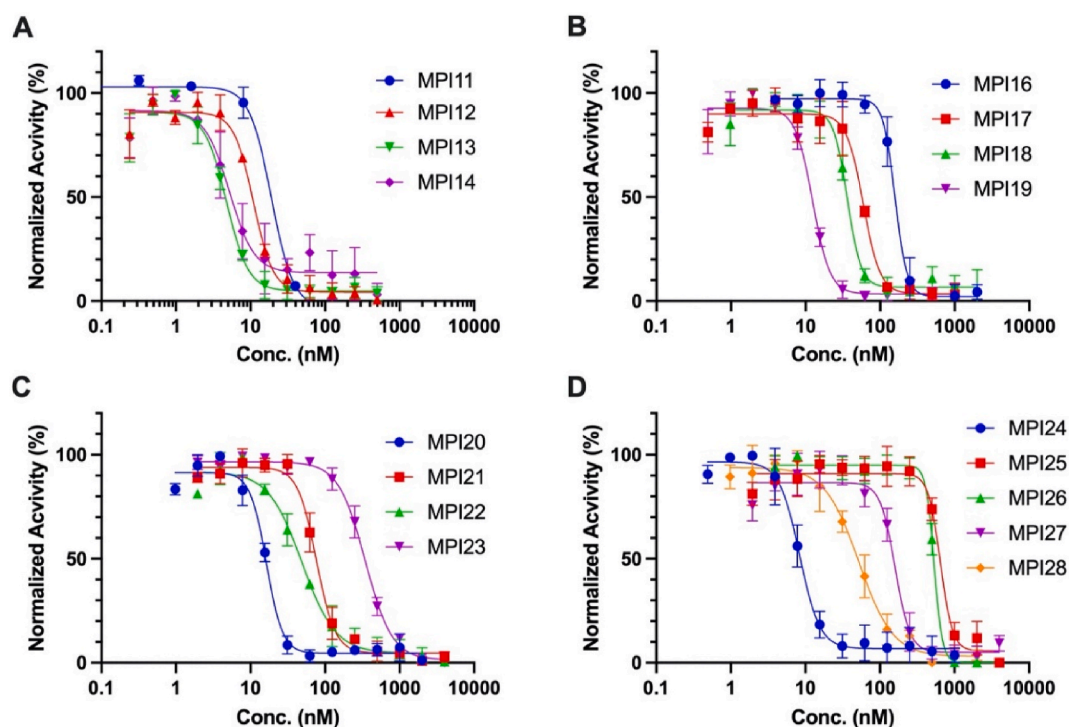 A
B
Normalized Acvivity (%)
100
50
0
0.1
1
10
100
1000
10000
Conc. (nM)
MPI11
MPI12
MPI13
MPI14
Normalized Acvivity (%)
100
50
0
0.1
1
10
100
1000
10000
Conc. (nM)
MPI16
MPI17
MPI18
MPI19
C
D
Normalized Acvivity (%)
100
50
0
0.1
1
10
100
1000
10000
Conc. (nM)
MPI20
MPI21
MPI22
MPI23
Normalized Acvivity (%)
100
50
0
0.1
1
10
100
1000
10000
Conc. (nM)
MPI24
MPI25
MPI26
MPI27
MPI28